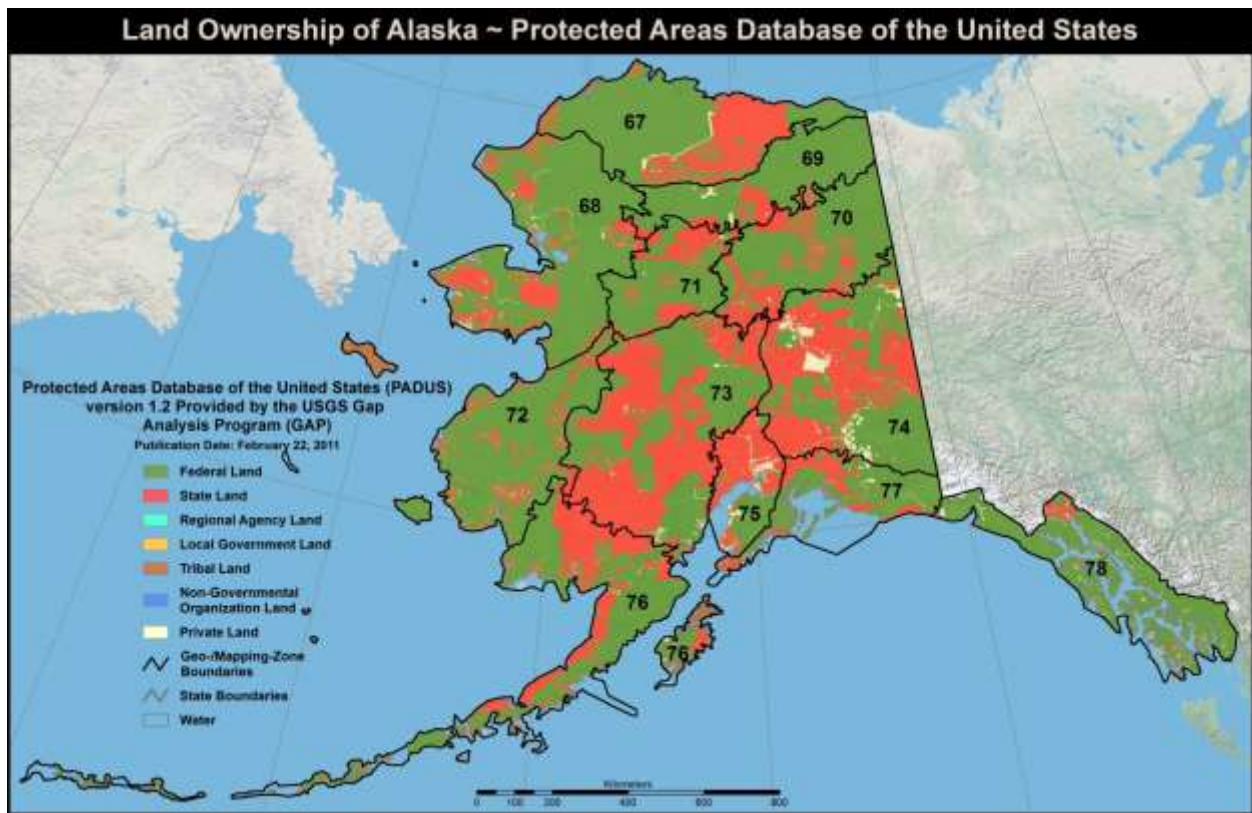 Land Ownership of Alaska ~ Protected Areas Database of the United States
67
69
68
70
71
73
72
74
77
75
78
76
76
Protected Areas Database of the United States (PADUS)
version 1.2 Provided by the USGS Gap
Analysis Program (GAP)
Publication Date: February 22, 2011
Federal Land
State Land
Regional Agency Land
Local Government Land
Tribal Land
Non-Governmental
Organization Land
Private Land
Geo-/Mapping-Zone
Boundaries
State Boundaries
Water
Kilometers
0 100 200 400 600 800